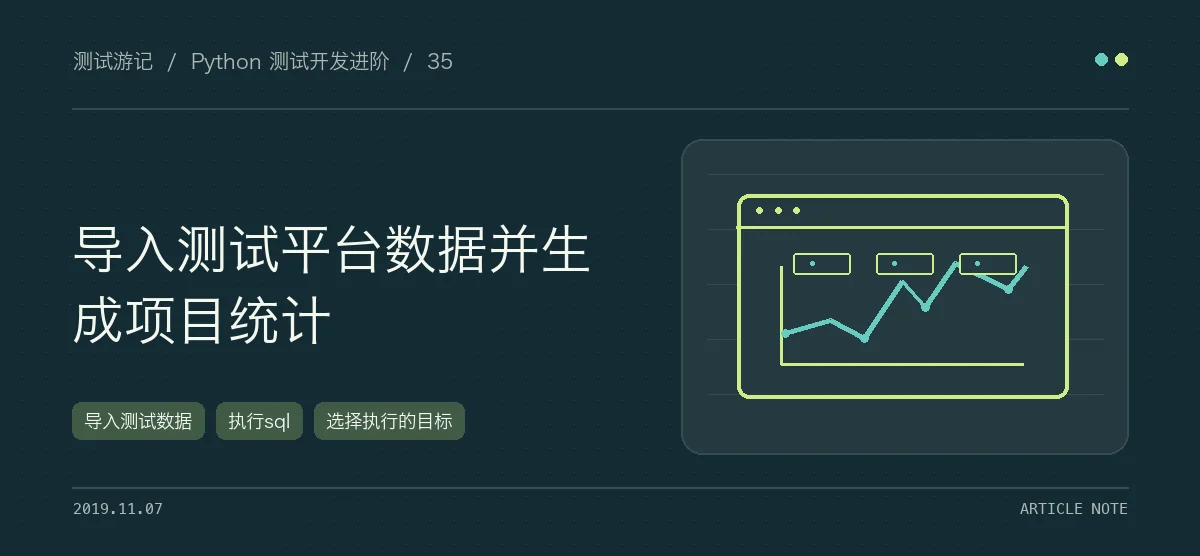 测试游记 / Python 测试开发进阶 / 35
导入测试平台数据并生
成项目统计
导入测试数据 执行sql 选择执行的目标
2019.11.07 ARTICLE NOTE